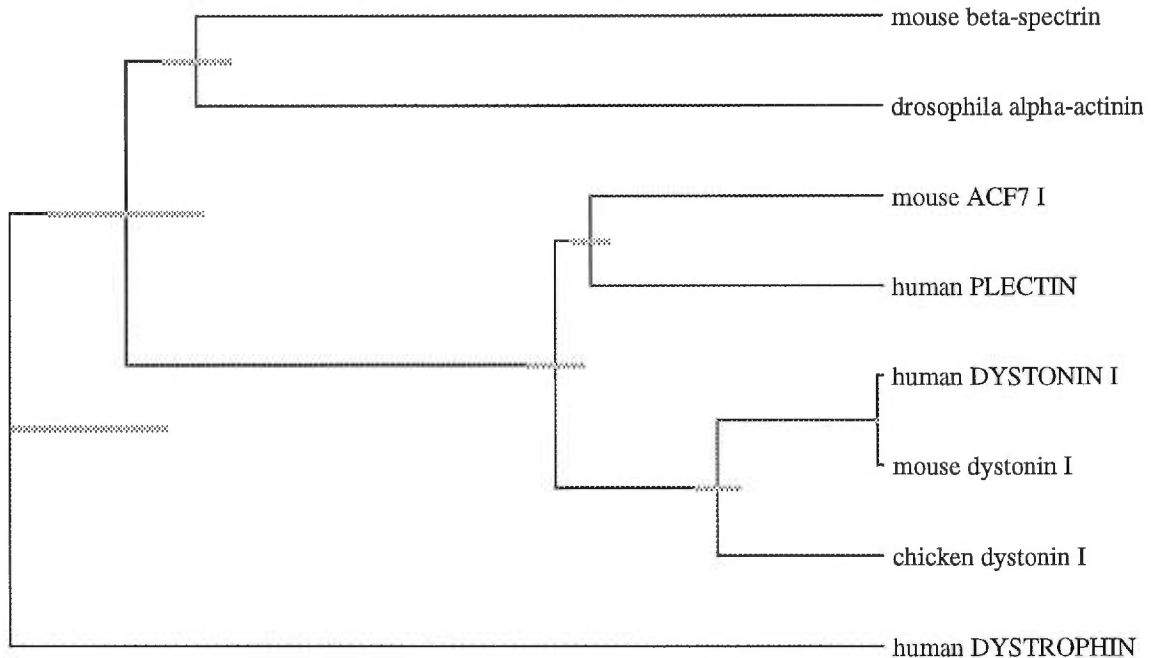 mouse beta-spectrin
drosophila alpha-actinin
mouse ACF7 I
human PLECTIN
human DYSTONIN I
mouse dystonin I
chicken dystonin I
human DYSTROPHIN